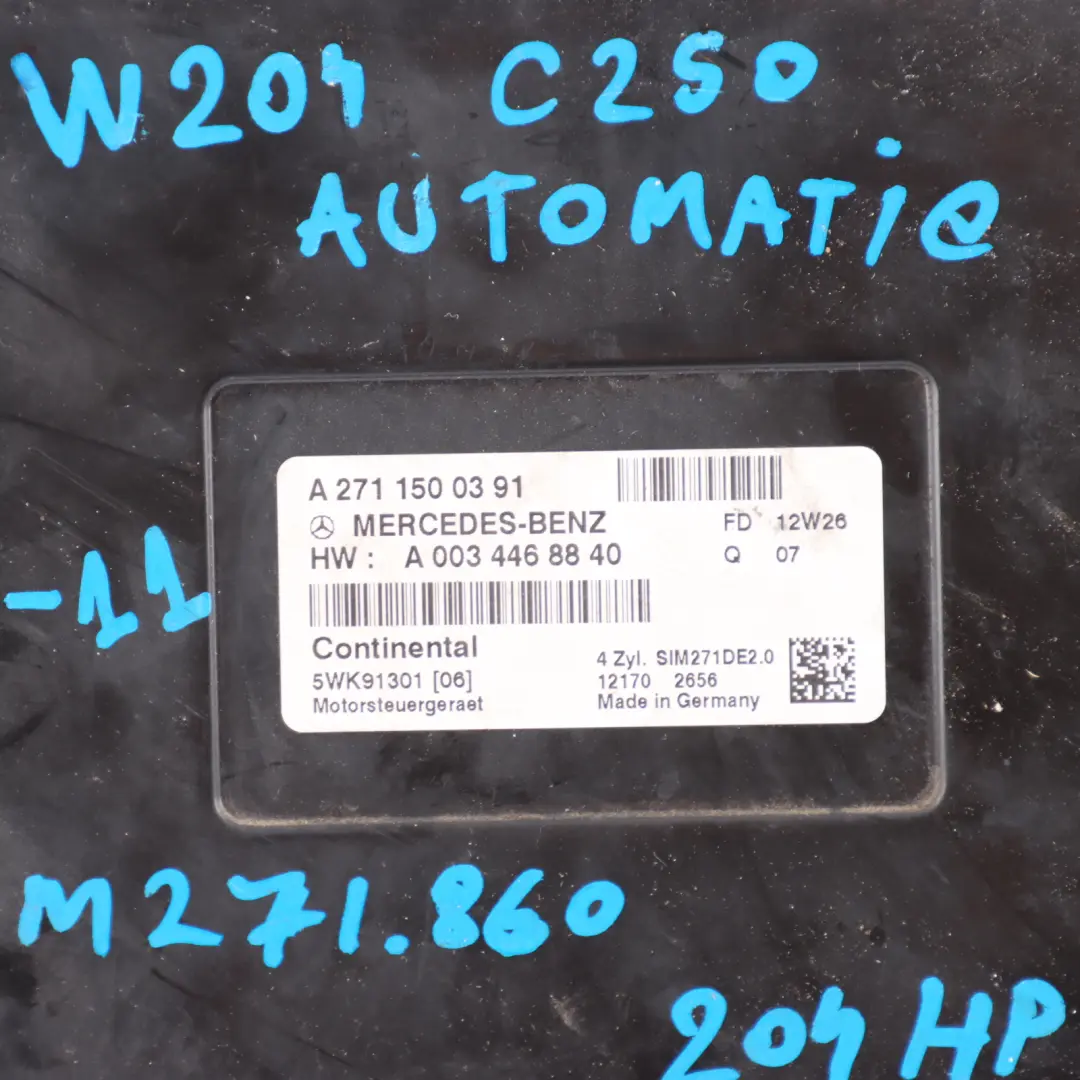 W204 C250
AUTOMATiC
A 271 150 03 91
MERCEDES-BENZ FD 12W26
HW : A 003 446 88 40 Q 07
-11
Continental
4 Zyl. SIM271DE2.0
5WK91301 [06] 12170 2656
Motorsteuergeraet Made in Germany
M271.860
204 HP